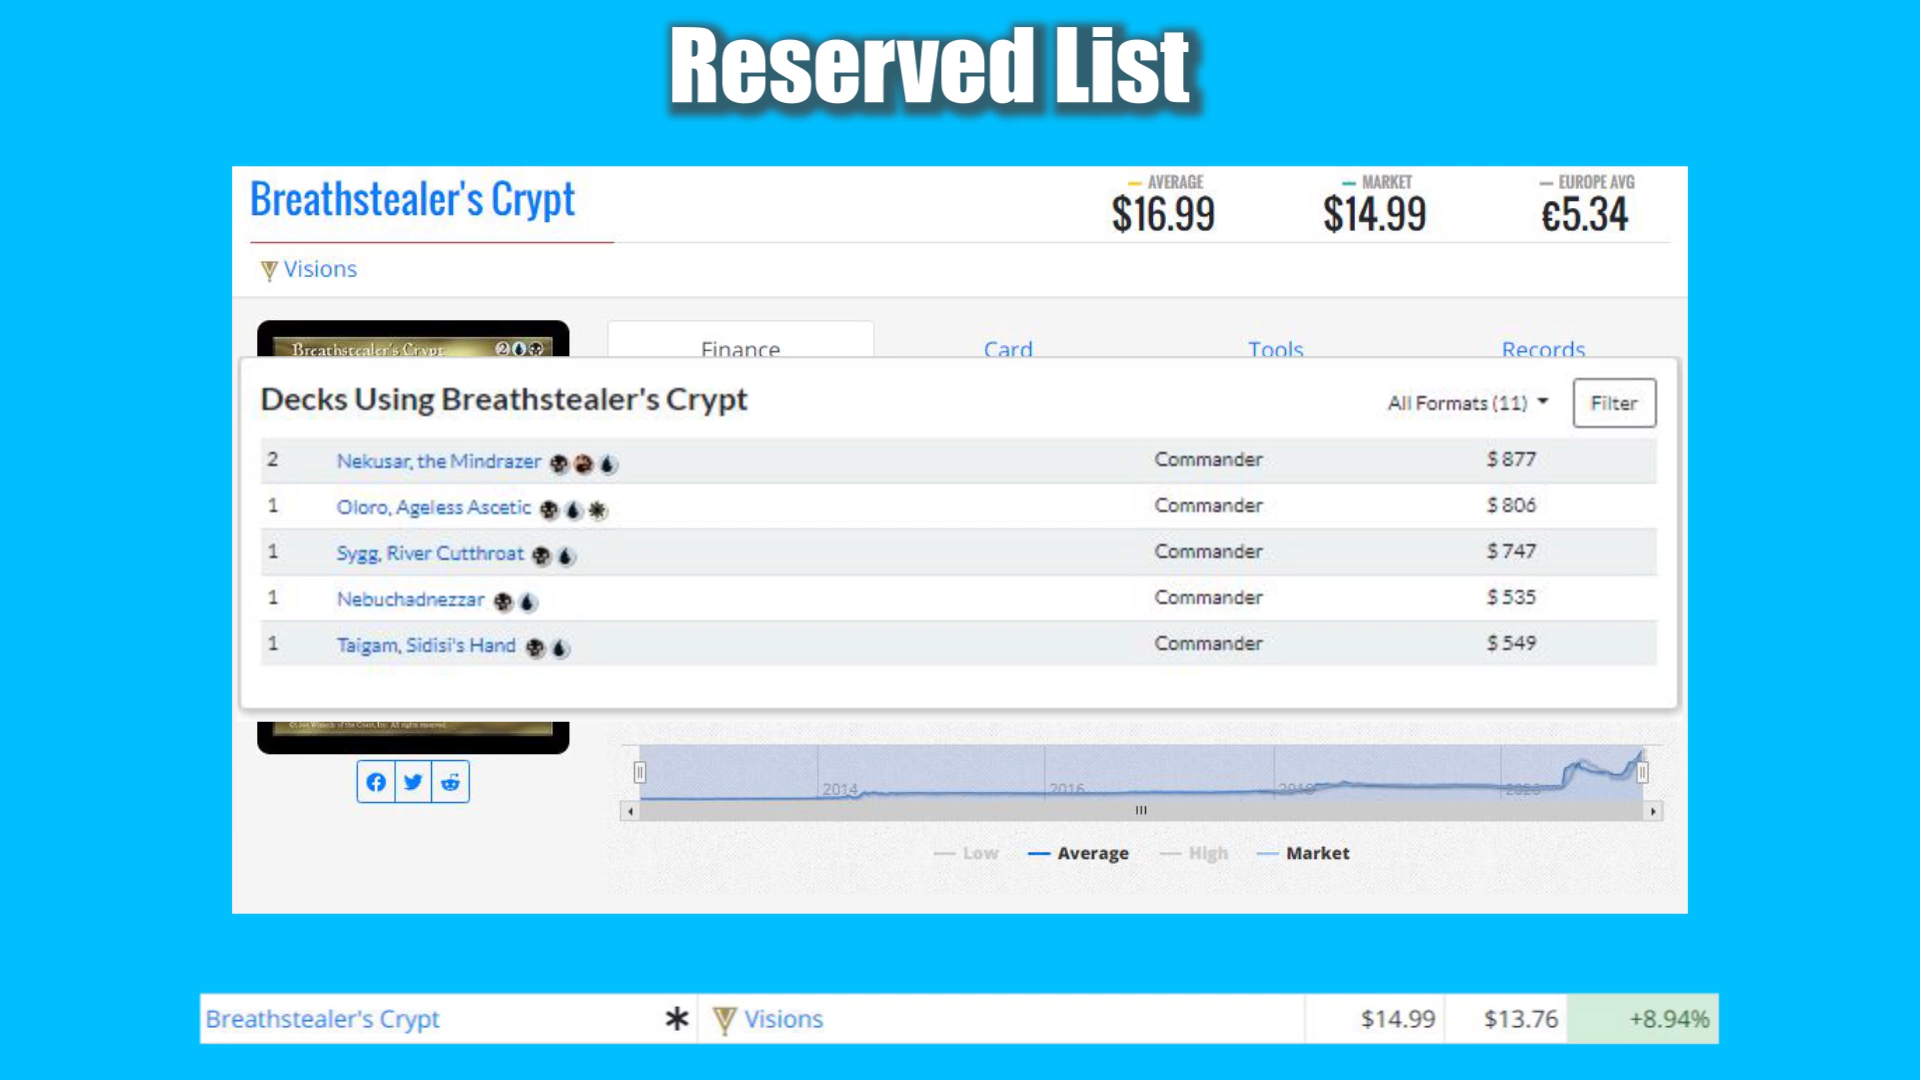 Reserved List
Breathstealer's Crypt
AVERAGE
$16.99
MARKET
$14.99
EUROPE AVG
€5.34
Visions
Breathstealer's Crypt 2
Finance
Card
Tools
Records
Decks Using Breathstealer's Crypt
All Formats (11)
Filter
2 Nekusar, the Mindrazer Commander $ 877
1 Oloro, Ageless Ascetic Commander $ 806
1 Sygg, River Cutthroat Commander $ 747
1 Nebuchadnezzar Commander $ 535
1 Taigam, Sidisi's Hand Commander $ 549
2014 2016 2018 2020
Low Average High Market
Breathstealer's Crypt * Visions $14.99 $13.76 +8.94%